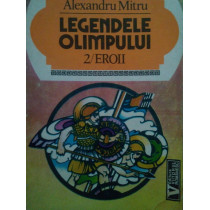 Alexandru Mitru
LEGENDELE
OLIMPULUI
2/EROII